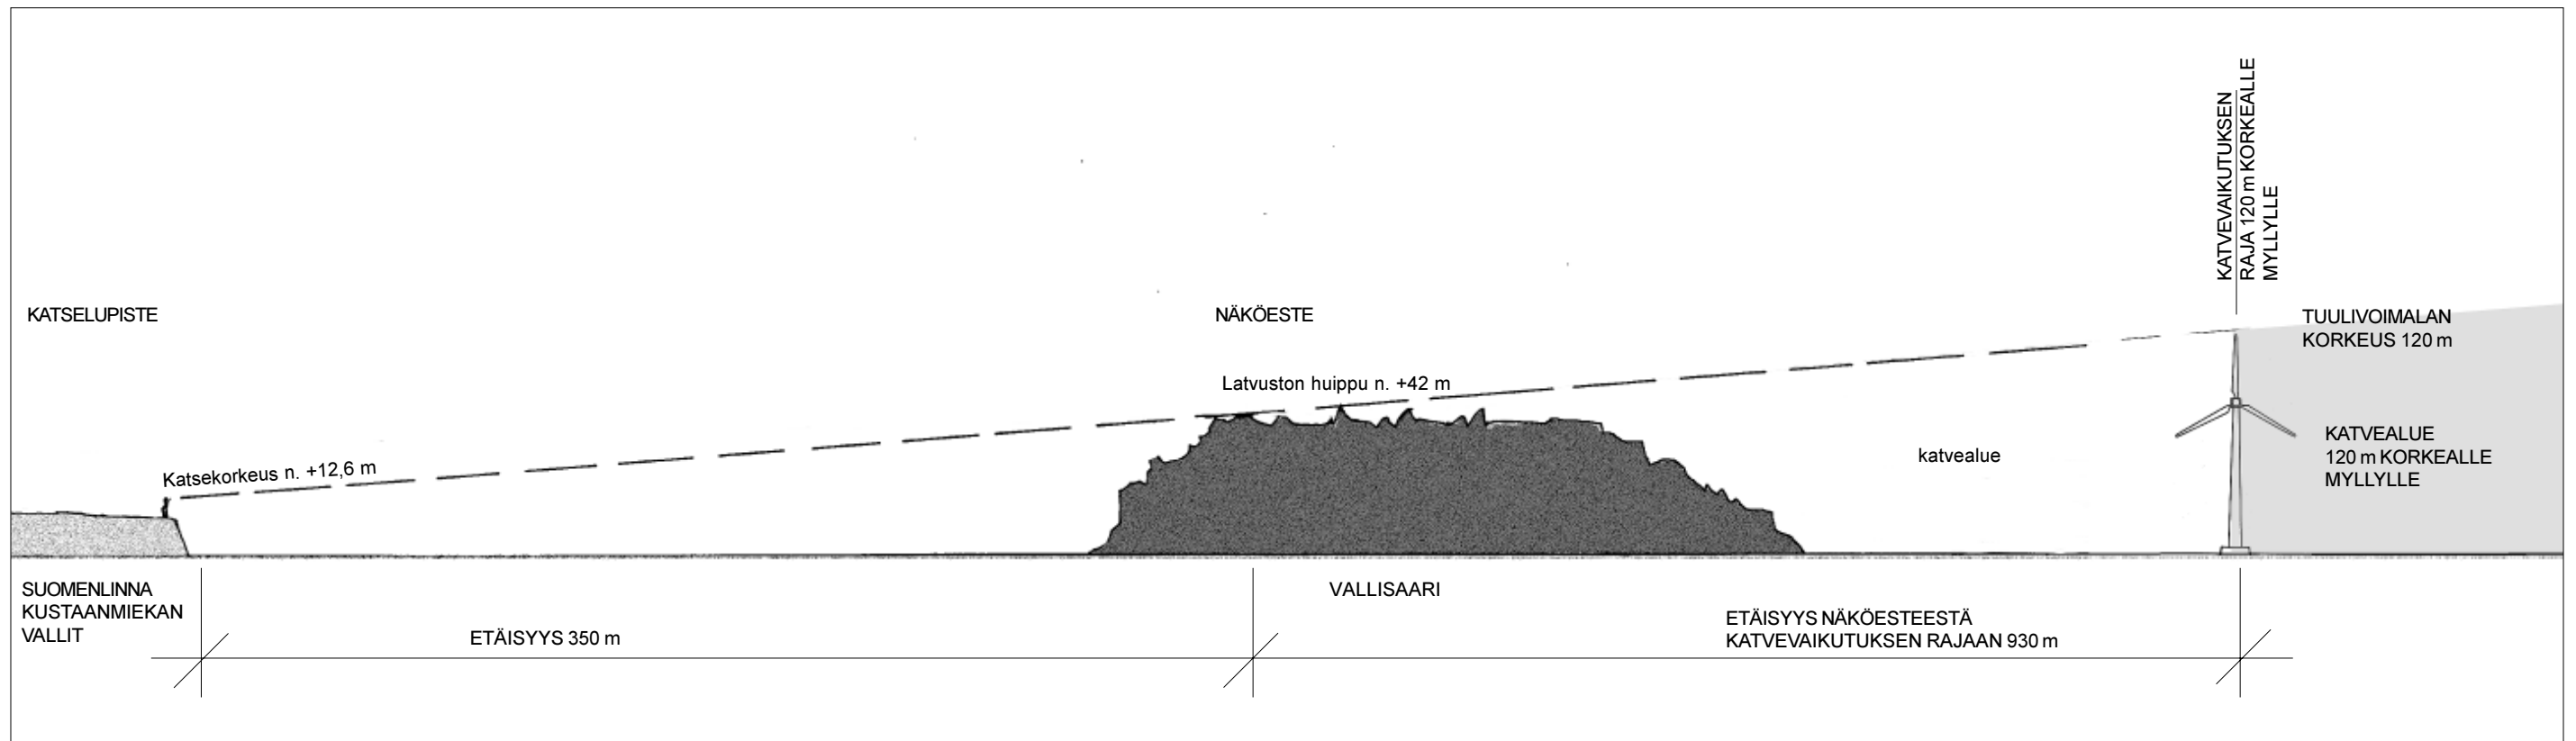 KATVEVAIKUTUKSEN
RAJA 120 m KORKEALLE
MYLLYLLE
KATSELUPISTE
NÄKÖESTE
TUULIVOIMALAN
KORKEUS 120 m
Latvuston huippu n. +42 m
Katsekorkeus n. +12,6 m
katvealue
KATVEALUE
120 m KORKEALLE
MYLLYLLE
SUOMENLINNA
KUSTAANMIEKAN
VALLIT
VALLISAARI
ETÄISYYS 350 m
ETÄISYYS NÄKÖESTEESTÄ
KATVEVAIKUTUKSEN RAJAAN 930 m